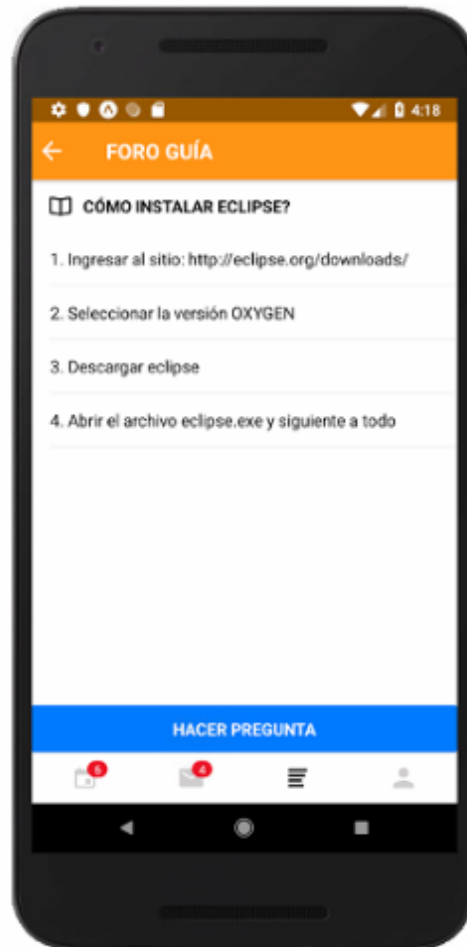 4:18
FORO GUÍA
CÓMO INSTALAR ECLIPSE?
1. Ingresar al sitio: http://eclipse.org/downloads/
2. Seleccionar la versión OXYGEN
3. Descargar eclipse
4. Abrir el archivo eclipse.exe y siguiente a todo
HACER PREGUNTA
6 4